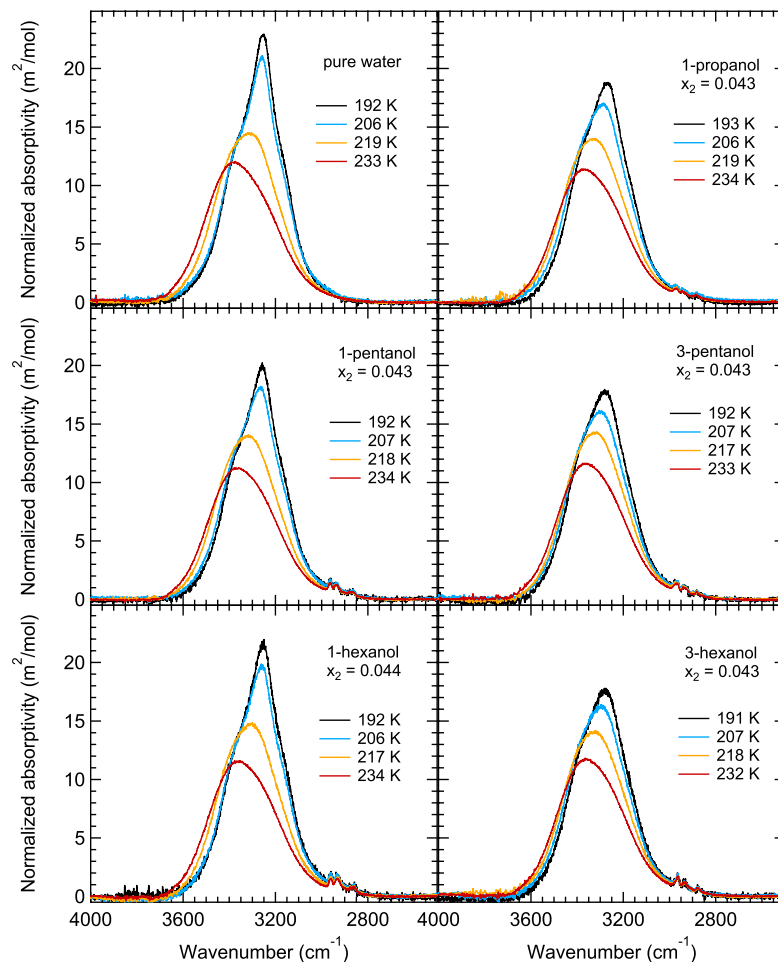 Normalized absorptivity (m²/mol)
20
15
10
5
0
pure water
192 K
206 K
219 K
233 K
1-propanol
x₂ = 0.043
193 K
206 K
219 K
234 K
Normalized absorptivity (m²/mol)
20
15
10
5
0
1-pentanol
x₂ = 0.043
192 K
207 K
218 K
234 K
3-pentanol
x₂ = 0.043
192 K
207 K
217 K
233 K
Normalized absorptivity (m²/mol)
20
15
10
5
0
1-hexanol
x₂ = 0.044
192 K
206 K
217 K
234 K
3-hexanol
x₂ = 0.043
191 K
207 K
218 K
232 K
4000 3600 3200 2800 4000 3600 3200 2800
Wavenumber (cm⁻¹) Wavenumber (cm⁻¹)